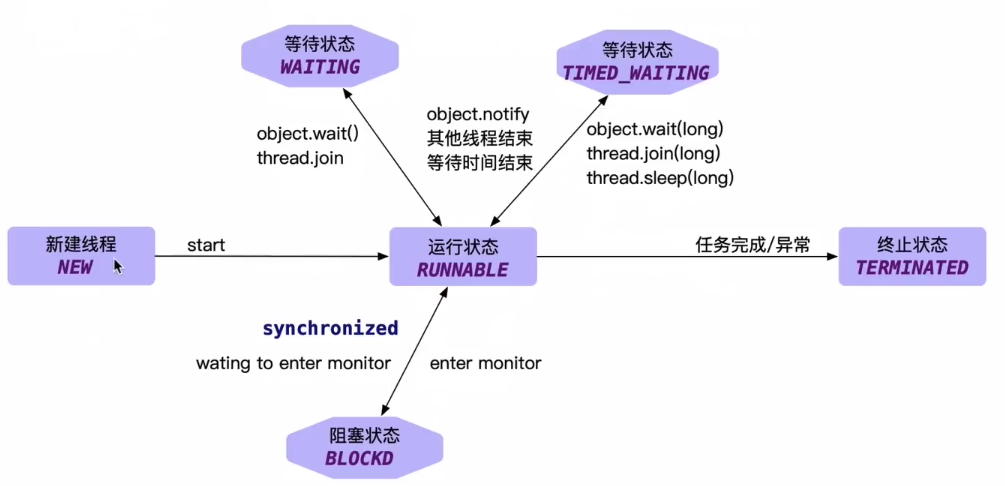 等待状态
WAITING
等待状态
TIMED_WAITING
object.wait()
thread.join
object.notify
其他线程结束
等待时间结束
object.wait(long)
thread.join(long)
thread.sleep(long)
新建线程
NEW
start
运行状态
RUNNABLE
任务完成/异常
终止状态
TERMINATED
synchronized
wating to enter monitor
enter monitor
阻塞状态
BLOCKD